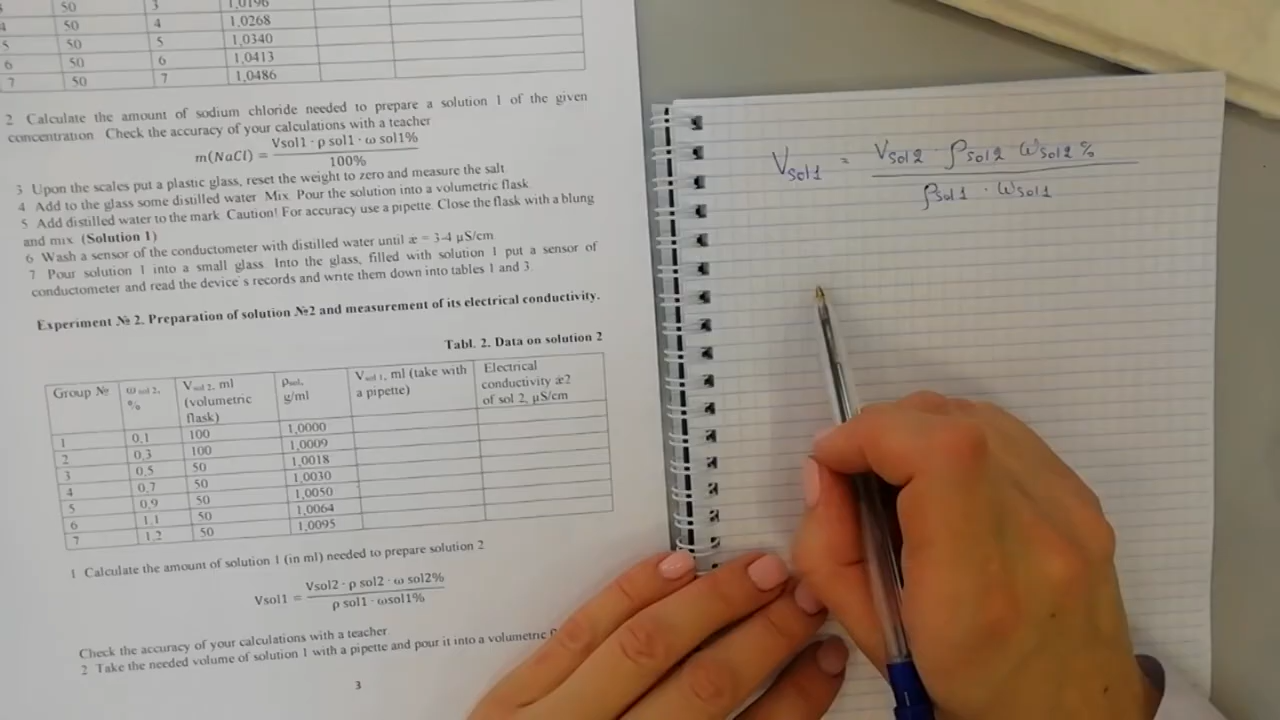 50 3 1,0196
4 50 4 1,0268
5 50 5 1,0340
6 50 6 1,0413
7 50 7 1,0486
2 Calculate the amount of sodium chloride needed to prepare a solution 1 of the given
concentration Check the accuracy of your calculations with a teacher
m(NaCl) = Vsol1 · ρ sol1 · ω sol1%
100%
3 Upon the scales put a plastic glass, reset the weight to zero and measure the salt
4 Add to the glass some distilled water Mix. Pour the solution into a volumetric flask
5 Add distilled water to the mark Caution! For accuracy use a pipette. Close the flask with a blung
and mix (Solution 1)
6 Wash a sensor of the conductometer with distilled water until æ = 3-4 µS/cm
7 Pour solution 1 into a small glass Into the glass, filled with solution 1 put a sensor of
conductometer and read the device's records and write them down into tables 1 and 3
Experiment № 2. Preparation of solution №2 and measurement of its electrical conductivity.
Tabl. 2. Data on solution 2
Group № ω sol 2, % V sol 2, ml (volumetric flask) ρsol, g/ml V sol 1, ml (take with a pipette) Electrical conductivity æ2 of sol 2, µS/cm
1 0,1 100 1,0000
2 0,3 100 1,0009
3 0,5 50 1,0018
4 0,7 50 1,0030
5 0,9 50 1,0050
6 1,1 50 1,0064
7 1,2 50 1,0095
1 Calculate the amount of solution 1 (in ml) needed to prepare solution 2
Vsol1 = Vsol2 · ρ sol2 · ω sol2%
ρ sol1 · ωsol1%
Check the accuracy of your calculations with a teacher
2 Take the needed volume of solution 1 with a pipette and pour it into a volumetric
3
Vsol1 = Vsol2 · ρsol2 ωsol2 %
ρsol1 · ωsol1